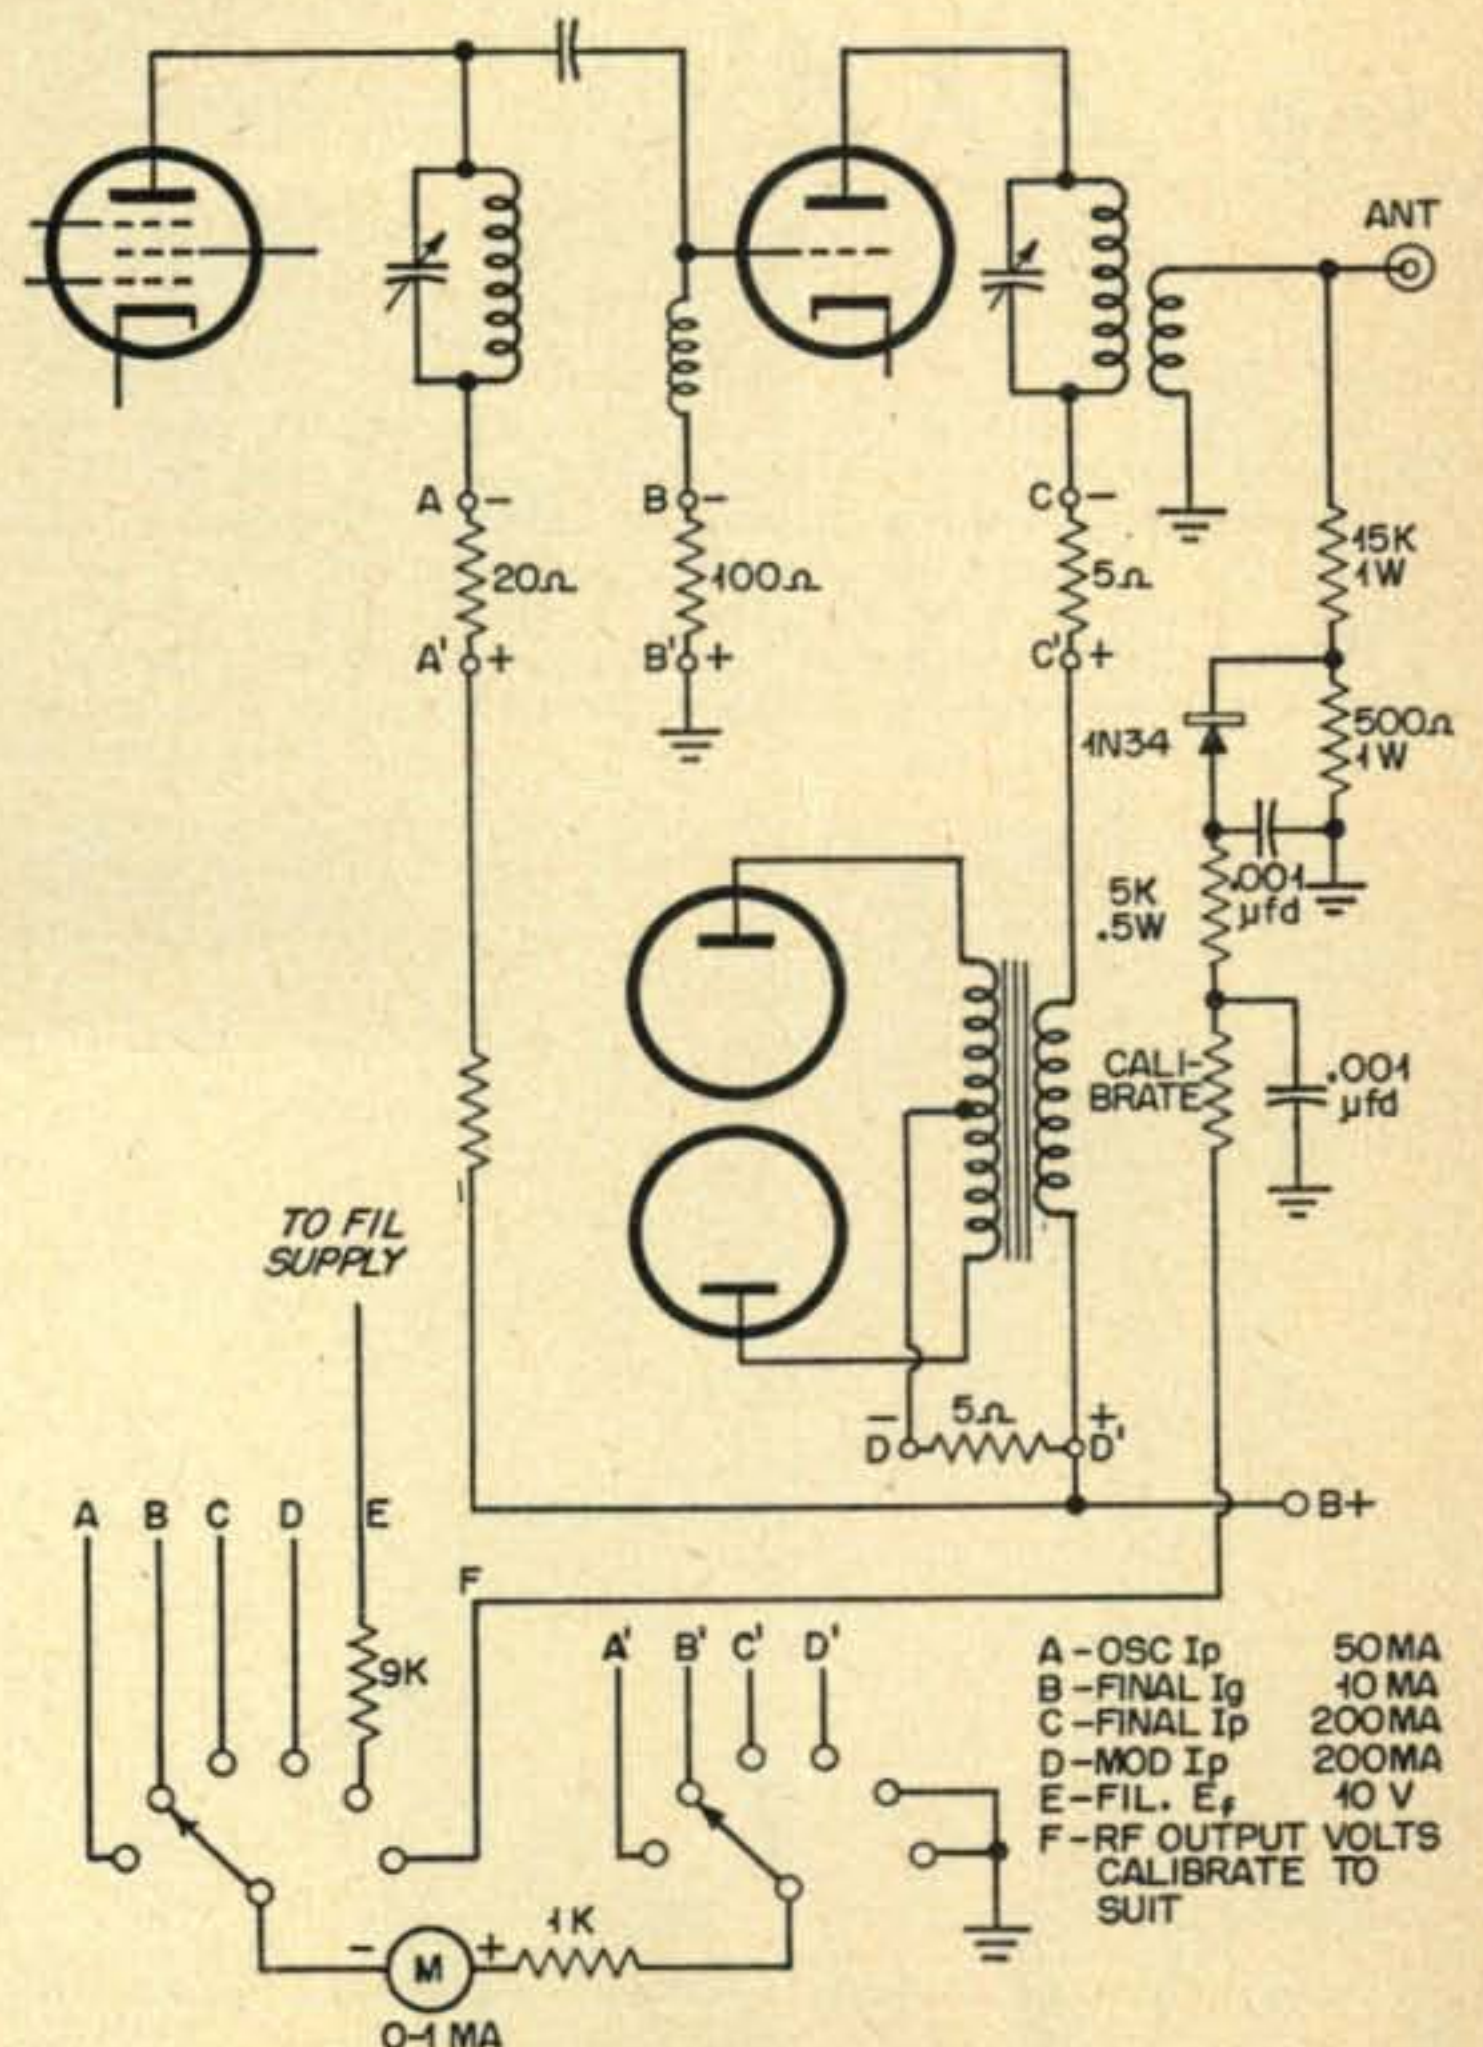 ANT
A
-
B
-
C
-
20Ω
100Ω
5Ω
15K
1W
A'
+
B'
+
C'
+
1N34
500Ω
1W
5K
.5W
.001
µfd
CALI-
BRATE
.001
µfd
TO FIL
SUPPLY
-
5Ω
+
D
D'
A
B
C
D
E
B+
F
9K
A'
B'
C'
D'
A-OSC Ip 50MA
B-FINAL Ig 10MA
C-FINAL Ip 200MA
D-MOD Ip 200MA
E-FIL. Ef 10 V
F-RF OUTPUT VOLTS
CALIBRATE TO
SUIT
1K
-
M
+
0-1 MA